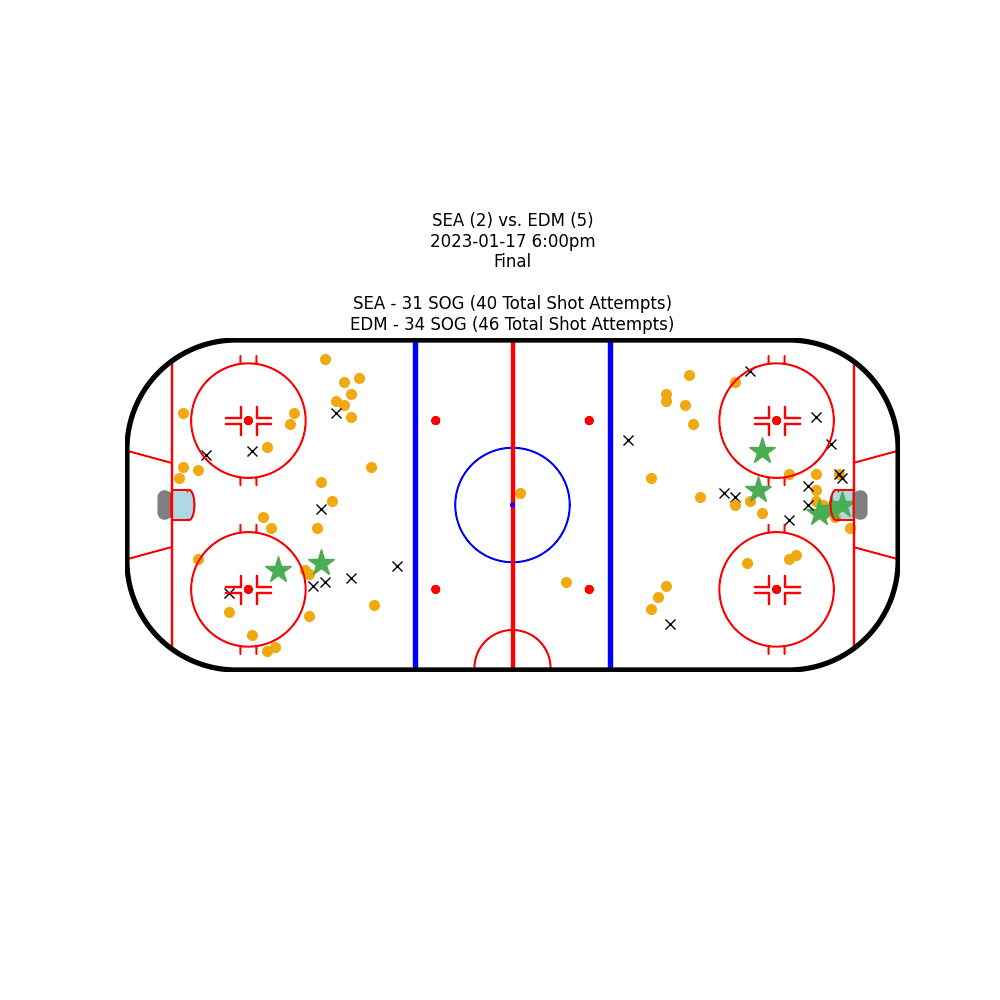 SEA (2) vs. EDM (5)
2023-01-17 6:00pm
Final
SEA - 31 SOG (40 Total Shot Attempts)
EDM - 34 SOG (46 Total Shot Attempts)